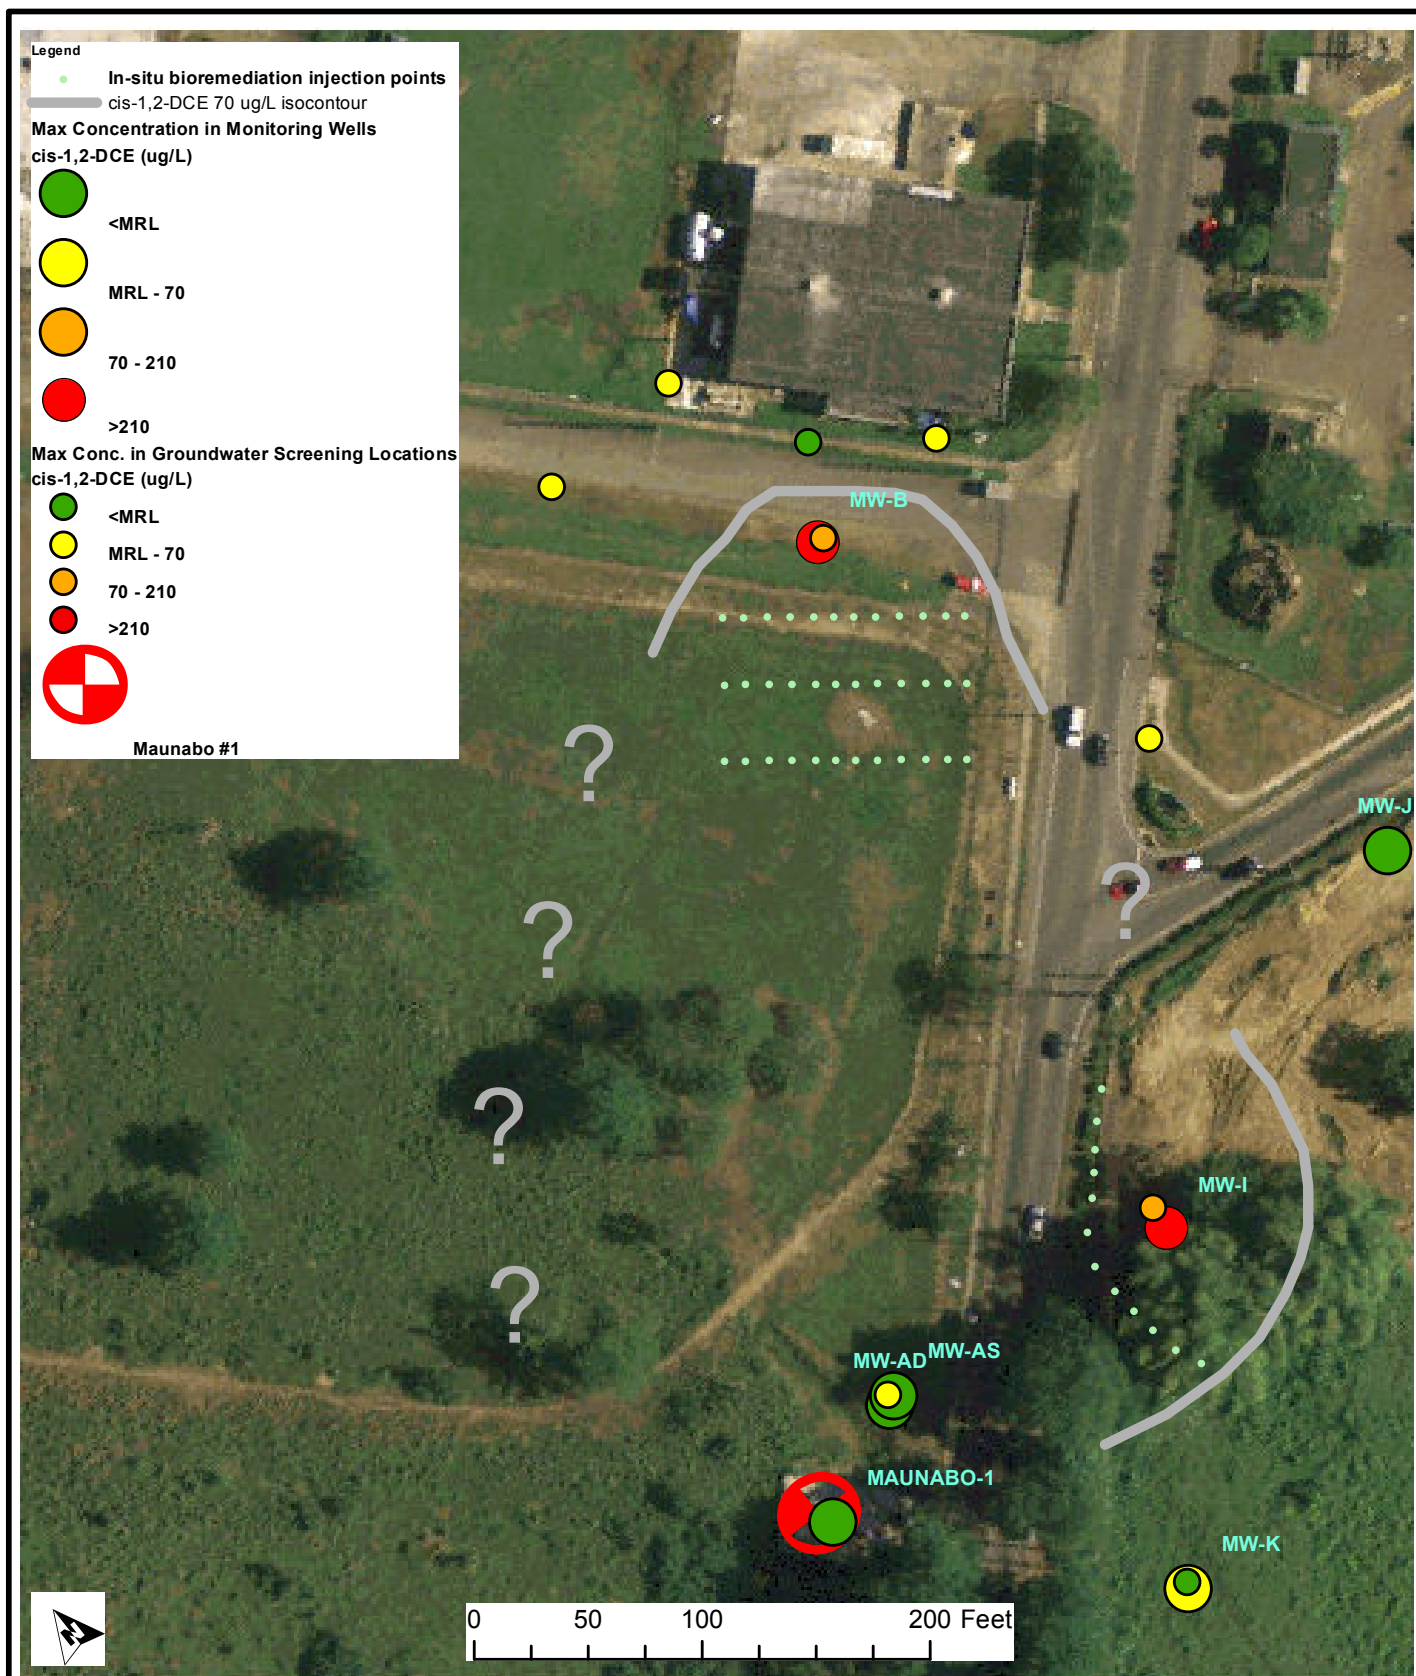 Legend
In-situ bioremediation injection points
cis-1,2-DCE 70 ug/L isocontour
Max Concentration in Monitoring Wells
cis-1,2-DCE (ug/L)
<MRL
MRL - 70
70 - 210
>210
Max Conc. in Groundwater Screening Locations
cis-1,2-DCE (ug/L)
<MRL
MRL - 70
70 - 210
>210
Maunabo #1
MW-B
?
MW-J
?
?
?
MW-I
?
MW-AD MW-AS
MAUNABO-1
MW-K
N
0 50 100 200 Feet